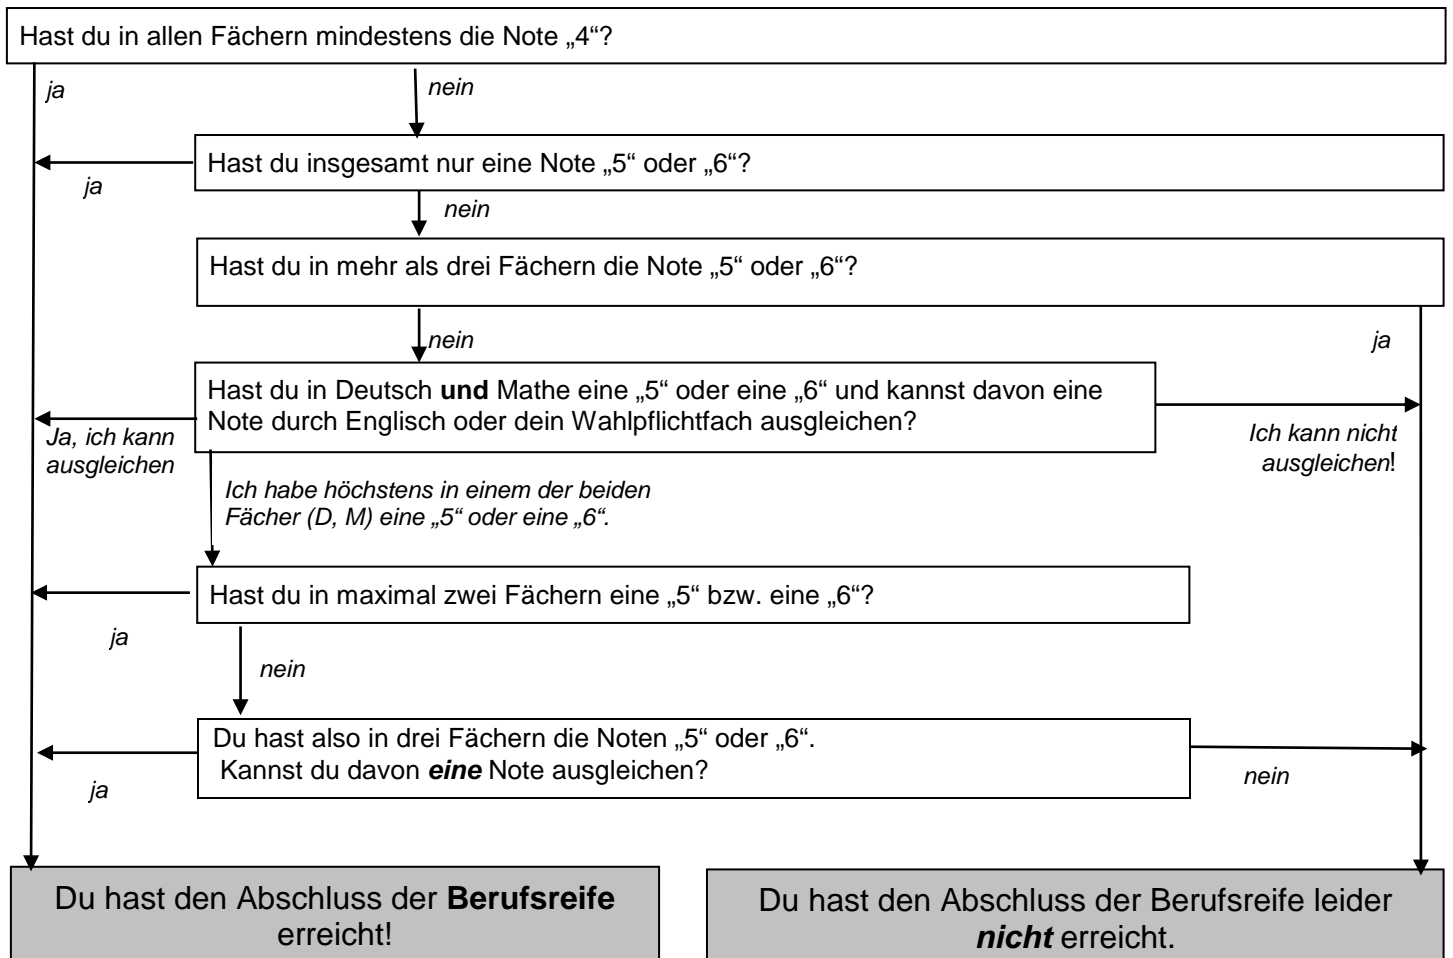 Hast du in allen Fächern mindestens die Note „4“?
ja
nein
Hast du insgesamt nur eine Note „5“ oder „6“?
ja
nein
Hast du in mehr als drei Fächern die Note „5“ oder „6“?
nein
ja
Hast du in Deutsch und Mathe eine „5“ oder eine „6“ und kannst davon eine
Note durch Englisch oder dein Wahlpflichtfach ausgleichen?
Ja, ich kann
ausgleichen
Ich kann nicht
ausgleichen!
Ich habe höchstens in einem der beiden
Fächer (D, M) eine „5“ oder eine „6“.
Hast du in maximal zwei Fächern eine „5“ bzw. eine „6“?
ja
nein
Du hast also in drei Fächern die Noten „5“ oder „6“.
Kannst du davon eine Note ausgleichen?
ja
nein
Du hast den Abschluss der Berufsreife
erreicht!
Du hast den Abschluss der Berufsreife leider
nicht erreicht.